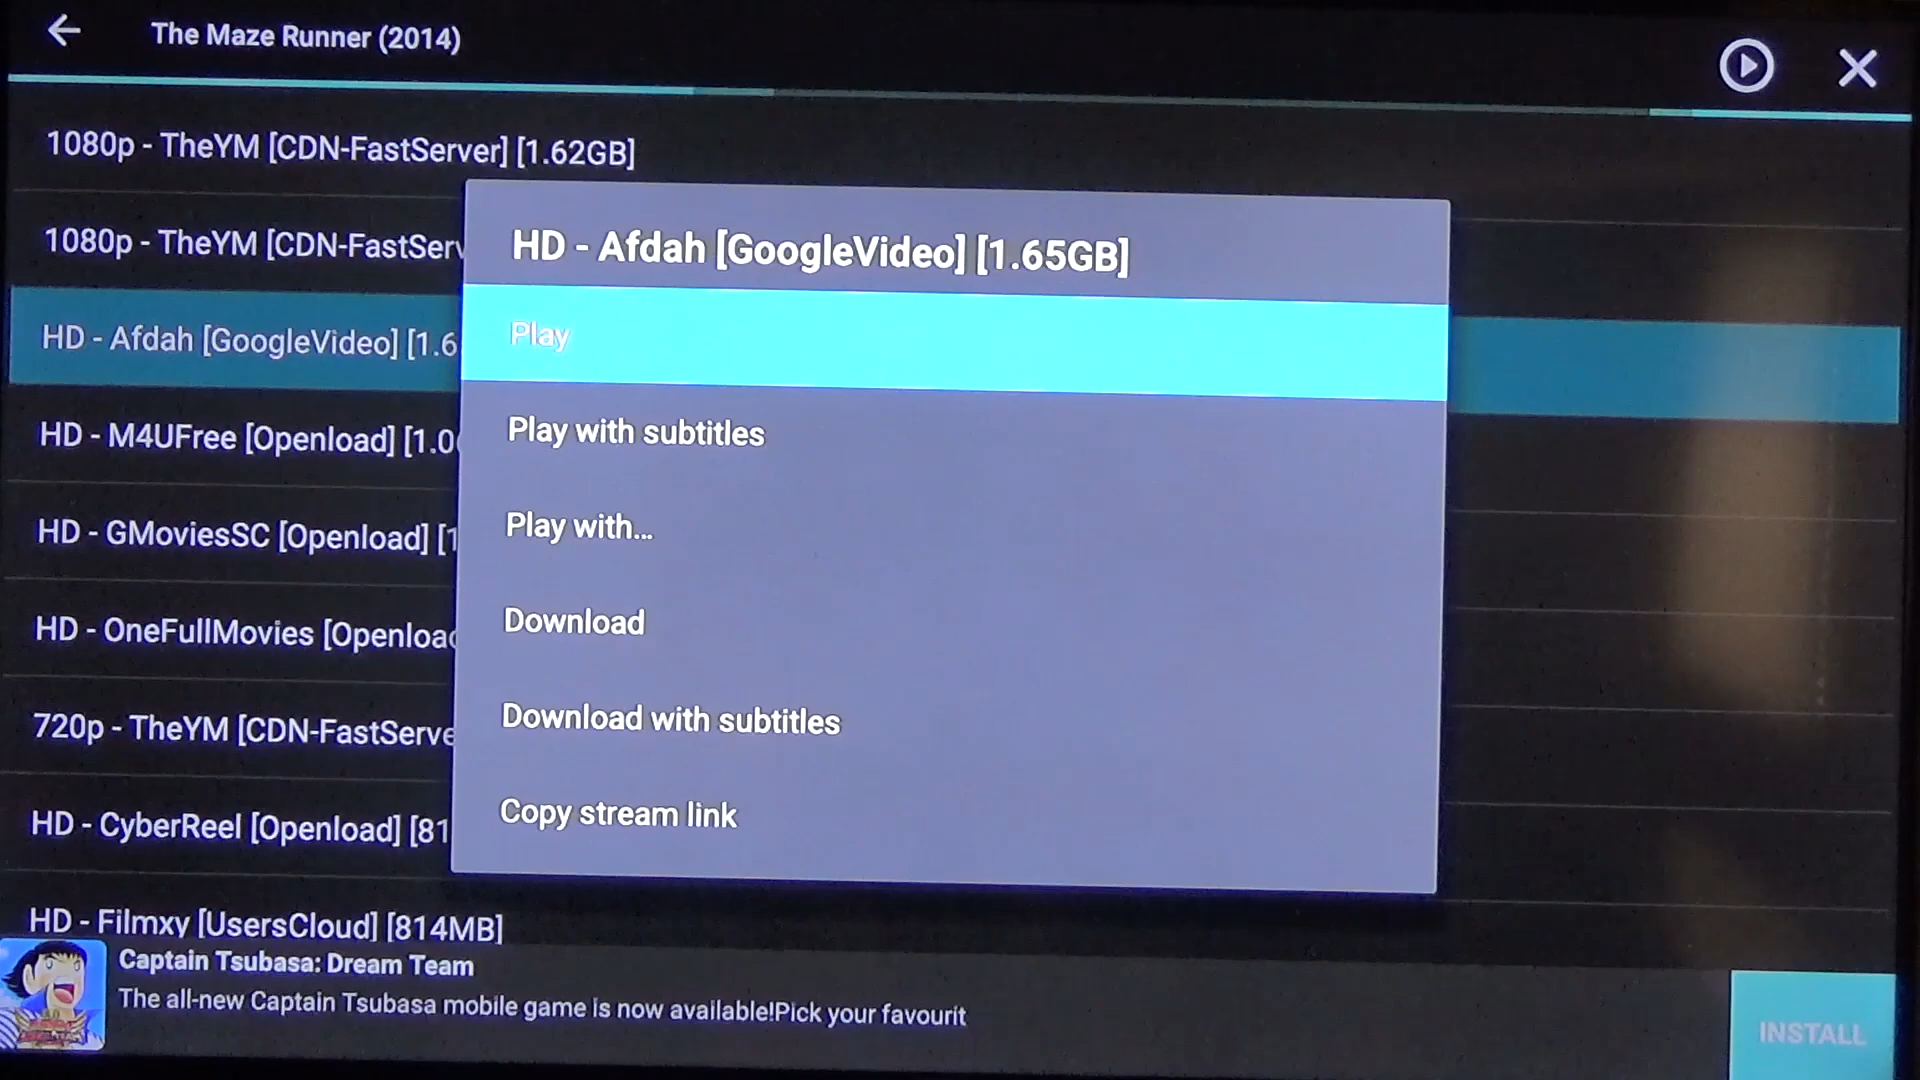 The Maze Runner (2014)
1080p - TheYM [CDN-FastServer] [1.62GB]
1080p - TheYM [CDN-FastServ
HD - Afdah [GoogleVideo] [1.6
HD - M4UFree [Openload] [1.0
HD - GMoviesSC [Openload] [1
HD - OneFullMovies [Openload
720p - TheYM [CDN-FastServe
HD - CyberReel [Openload] [81
HD - Filmxy [UsersCloud] [814MB]
HD - Afdah [GoogleVideo] [1.65GB]
Play
Play with subtitles
Play with...
Download
Download with subtitles
Copy stream link
Captain Tsubasa: Dream Team
The all-new Captain Tsubasa mobile game is now available!Pick your favourit
INSTALL